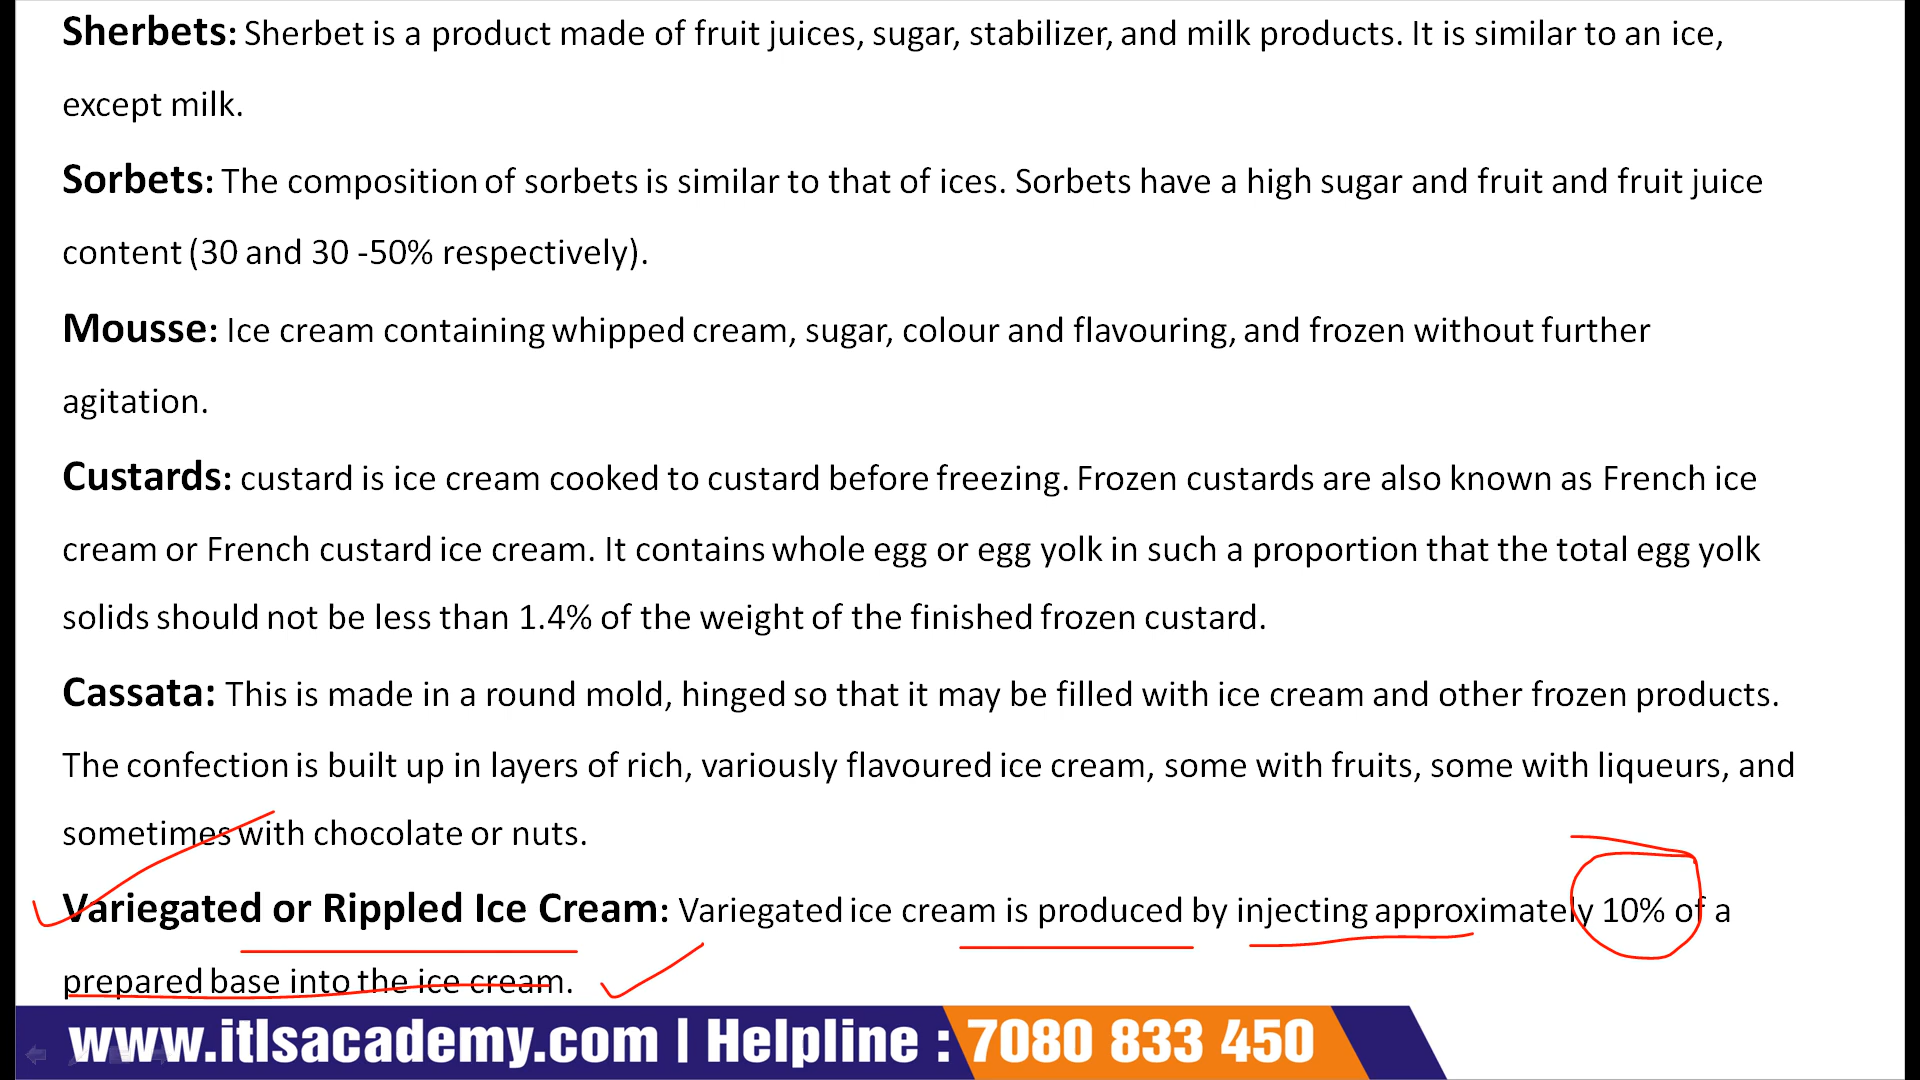 Sherbets: Sherbet is a product made of fruit juices, sugar, stabilizer, and milk products. It is similar to an ice,
except milk.
Sorbets: The composition of sorbets is similar to that of ices. Sorbets have a high sugar and fruit and fruit juice
content (30 and 30 -50% respectively).
Mousse: Ice cream containing whipped cream, sugar, colour and flavouring, and frozen without further
agitation.
Custards: custard is ice cream cooked to custard before freezing. Frozen custards are also known as French ice
cream or French custard ice cream. It contains whole egg or egg yolk in such a proportion that the total egg yolk
solids should not be less than 1.4% of the weight of the finished frozen custard.
Cassata: This is made in a round mold, hinged so that it may be filled with ice cream and other frozen products.
The confection is built up in layers of rich, variously flavoured ice cream, some with fruits, some with liqueurs, and
sometimes with chocolate or nuts.
Variegated or Rippled Ice Cream: Variegated ice cream is produced by injecting approximately 10% of a
prepared base into the ice cream.
www.itlsacademy.com | Helpline : 7080 833 450